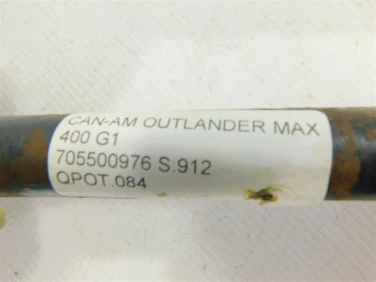 CAN-AM OUTLANDER MAX
400 G1
705500976 S.912
QPOT.084